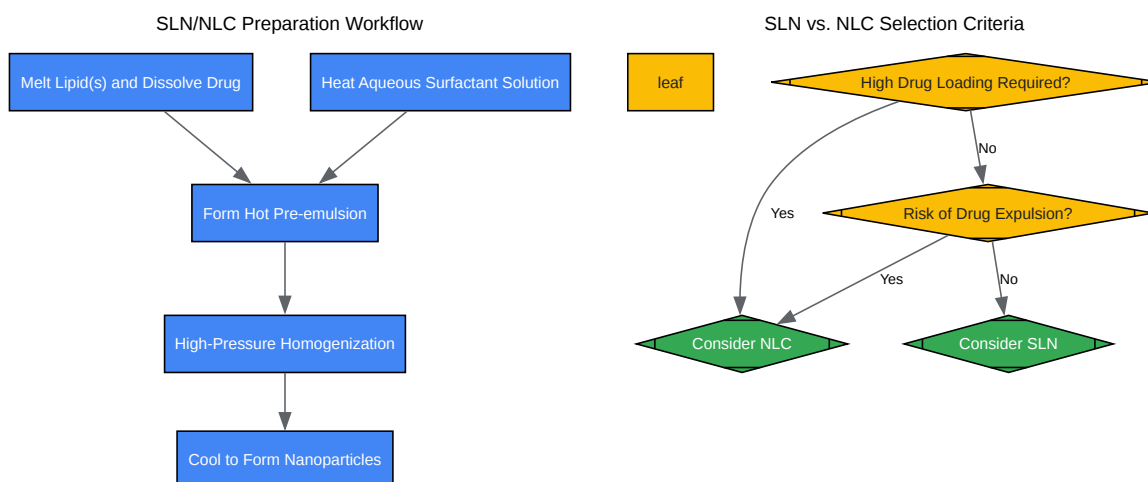 SLN/NLC Preparation Workflow
Melt Lipid(s) and Dissolve Drug
Heat Aqueous Surfactant Solution
Form Hot Pre-emulsion
High-Pressure Homogenization
Cool to Form Nanoparticles
SLN vs. NLC Selection Criteria
leaf
High Drug Loading Required?
No
Yes
Risk of Drug Expulsion?
Yes
No
Consider NLC
Consider SLN